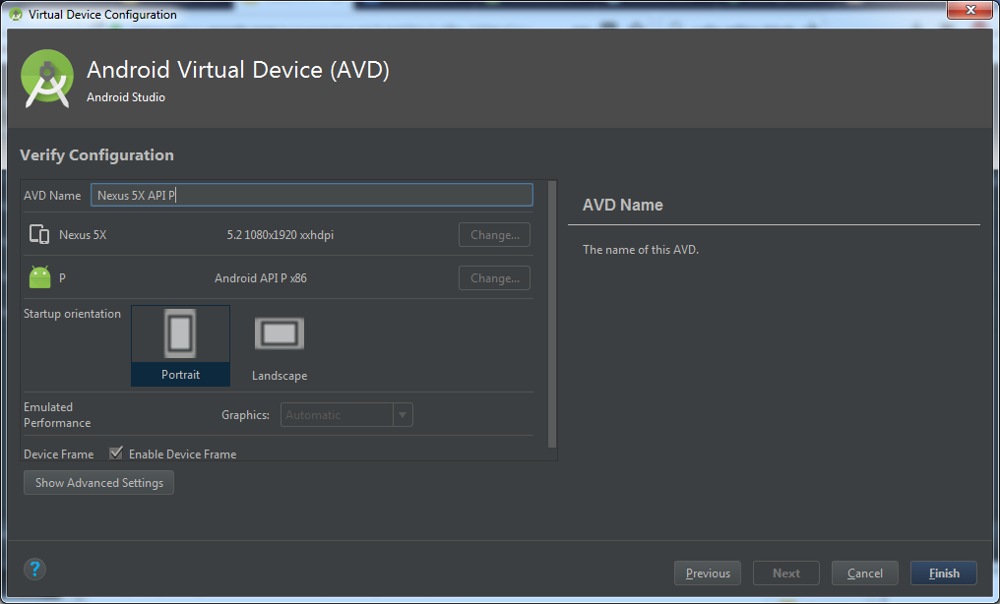 Virtual Device Configuration
Android Virtual Device (AVD)
Android Studio
Verify Configuration
AVD Name
Nexus 5X API P
Nexus 5X
5.2 1080x1920 xxhdpi
Change...
P
Android API P x86
Change...
Startup orientation
Portrait
Landscape
Emulated
Performance
Graphics:
Automatic
Device Frame
Enable Device Frame
Show Advanced Settings
AVD Name
The name of this AVD.
?
Previous
Next
Cancel
Finish